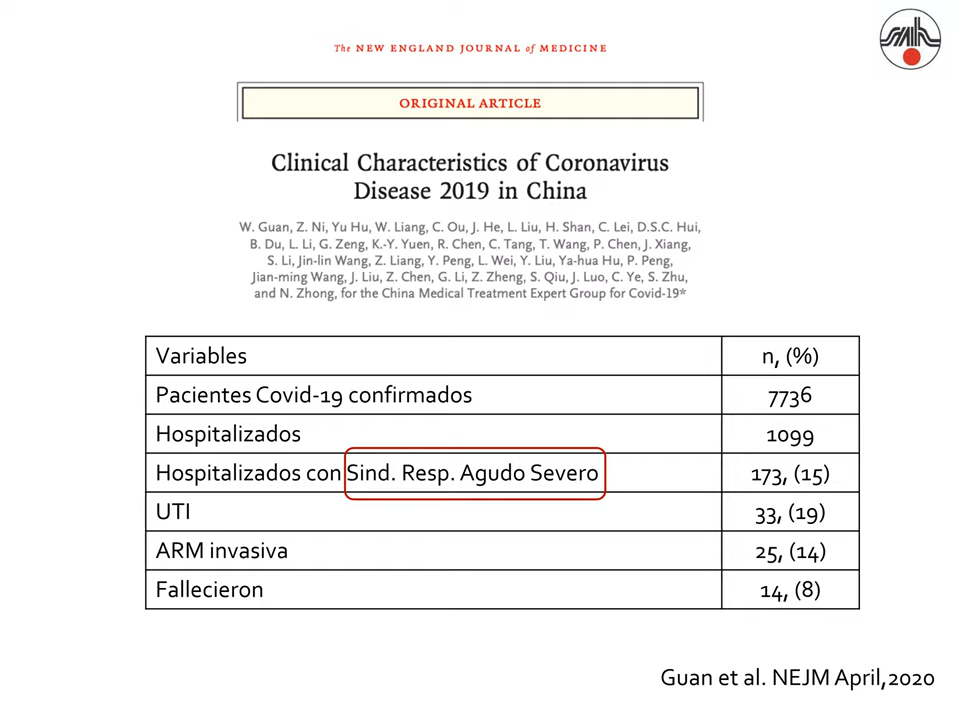 The NEW ENGLAND JOURNAL of MEDICINE
ORIGINAL ARTICLE
Clinical Characteristics of Coronavirus
Disease 2019 in China
W. Guan, Z. Ni, Yu Hu, W. Liang, C. Ou, J. He, L. Liu, H. Shan, C. Lei, D.S.C. Hui,
B. Du, L. Li, G. Zeng, K.-Y. Yuen, R. Chen, C. Tang, T. Wang, P. Chen, J. Xiang,
S. Li, Jin-lin Wang, Z. Liang, Y. Peng, L. Wei, Y. Liu, Ya-hua Hu, P. Peng,
Jian-ming Wang, J. Liu, Z. Chen, G. Li, Z. Zheng, S. Qiu, J. Luo, C. Ye, S. Zhu,
and N. Zhong, for the China Medical Treatment Expert Group for Covid-19*
Variables n, (%)
Pacientes Covid-19 confirmados 7736
Hospitalizados 1099
Hospitalizados con Sind. Resp. Agudo Severo 173, (15)
UTI 33, (19)
ARM invasiva 25, (14)
Fallecieron 14, (8)
Guan et al. NEJM April,2020